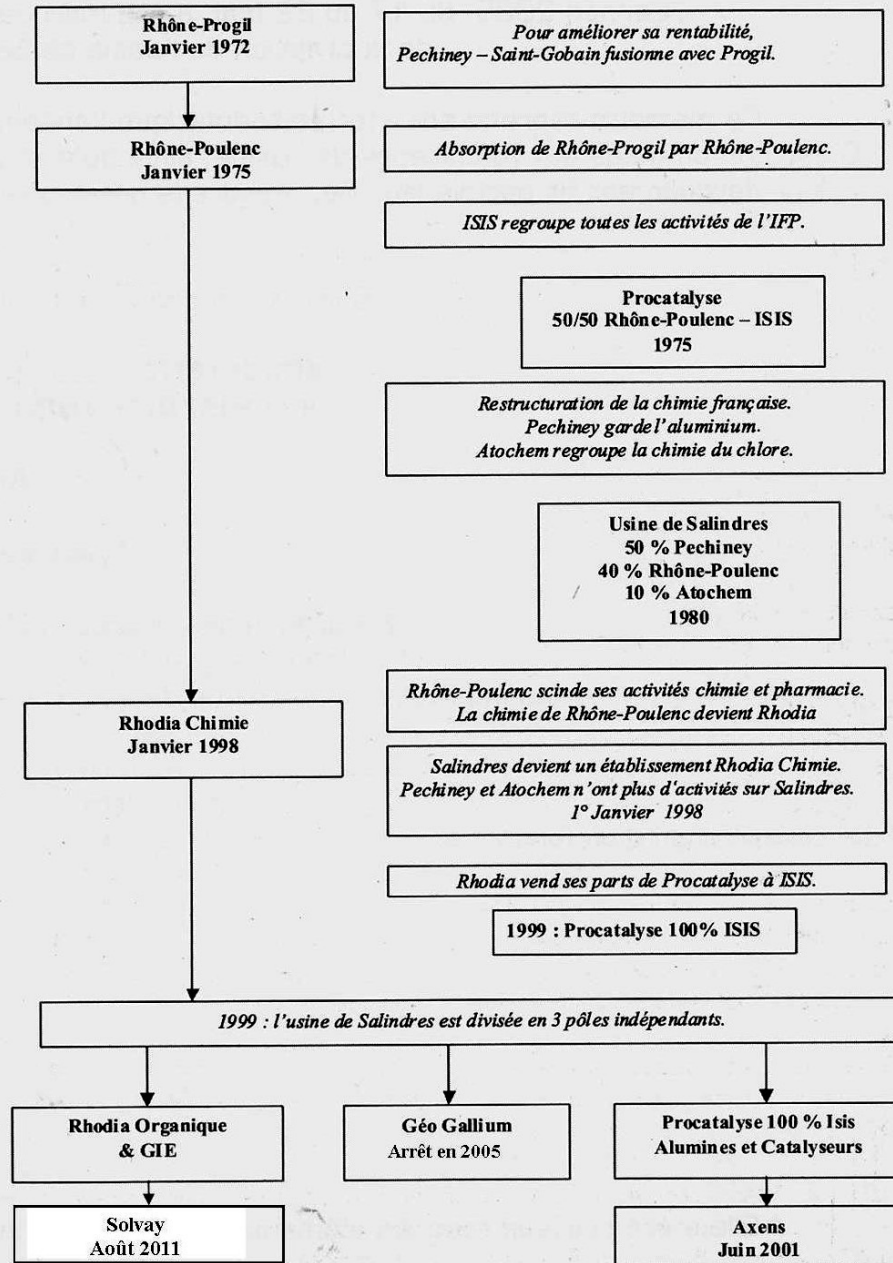 Rhône-Progil
Janvier 1972
Pour améliorer sa rentabilité,
Pechiney – Saint-Gobain fusionne avec Progil.
Rhône-Poulenc
Janvier 1975
Absorption de Rhône-Progil par Rhône-Poulenc.
ISIS regroupe toutes les activités de l'IFP.
Procatalyse
50/50 Rhône-Poulenc – ISIS
1975
Restructuration de la chimie française.
Pechiney garde l'aluminium.
Atochem regroupe la chimie du chlore.
Usine de Salindres
50 % Pechiney
40 % Rhône-Poulenc
10 % Atochem
1980
Rhône-Poulenc scinde ses activités chimie et pharmacie.
La chimie de Rhône-Poulenc devient Rhodia
Rhodia Chimie
Janvier 1998
Salindres devient un établissement Rhodia Chimie.
Pechiney et Atochem n'ont plus d'activités sur Salindres.
1° Janvier 1998
Rhodia vend ses parts de Procatalyse à ISIS.
1999 : Procatalyse 100% ISIS
1999 : l'usine de Salindres est divisée en 3 pôles indépendants.
Rhodia Organique
& GIE
Géo Gallium
Arrêt en 2005
Procatalyse 100 % Isis
Alumines et Catalyseurs
Solvay
Août 2011
Axens
Juin 2001